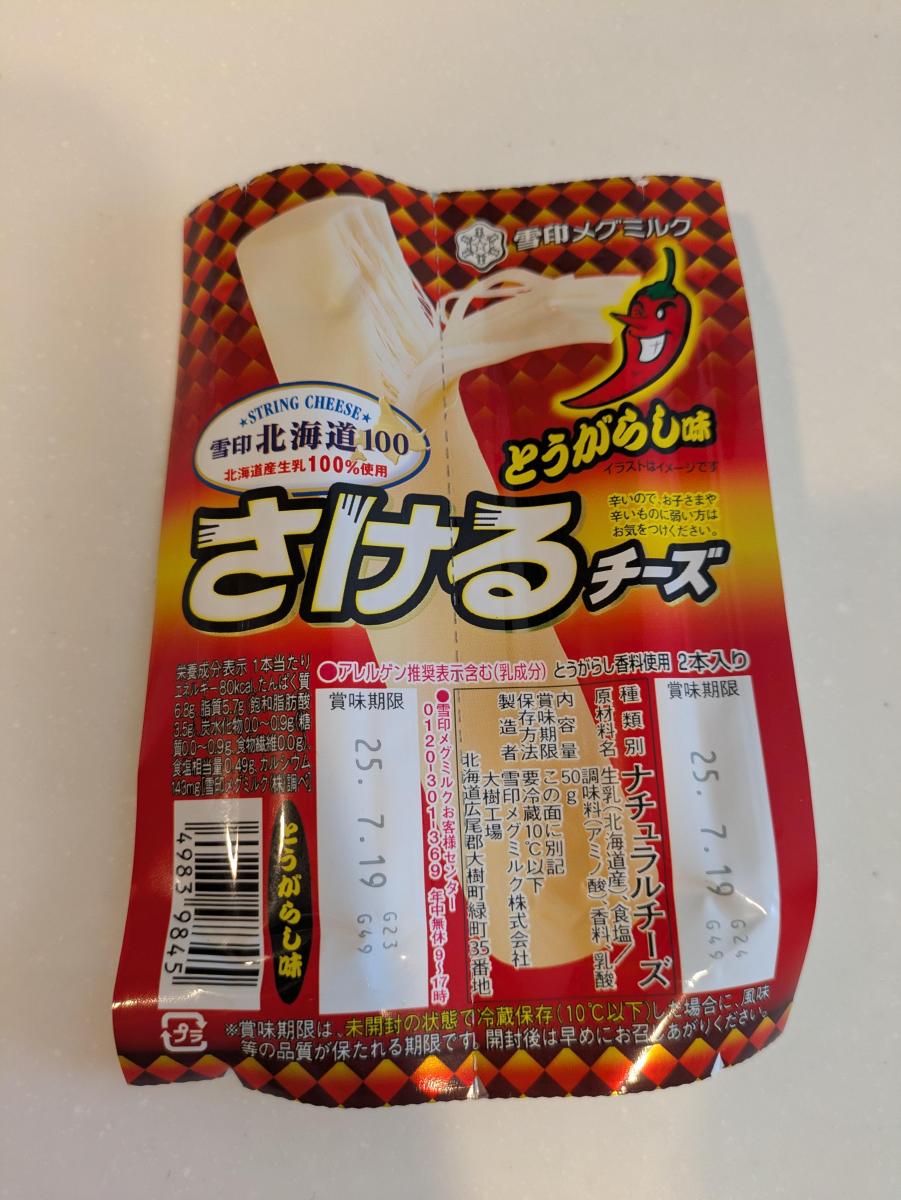 雪印メグミルク
★STRING CHEESE★
雪印 北海道100
北海道産生乳100%使用
とうがらし味
イラストはイメージです
辛いので、お子さまや
辛いものに弱い方は
お気をつけください。
さけるチーズ
栄養成分表示 1本当たり
エネルギー80kcal、たんぱく質
6.8g、脂質5.7g、飽和脂肪酸
3.5g、炭水化物0.0〜0.9g(糖
質0.0〜0.9g、食物繊維0.0g)、
食塩相当量0.49g、カルシウム
143mg[雪印メグミルク(株)調べ]
●アレルゲン推奨表示含む(乳成分) とうがらし香料使用 2本入り
賞味期限
25. 7.19
G23
G49
●雪印メグミルクお客様センター
0120-301-369 年中無休 9〜17時
種類別 ナチュラルチーズ
原材料名 生乳(北海道産)、食塩/
調味料(アミノ酸)、香料、乳酸
内容量 50g
賞味期限 この面に別記
保存方法 要冷蔵10℃以下
製造者 雪印メグミルク株式会社
大樹工場
北海道広尾郡大樹町緑町35番地
賞味期限
25. 7.19
G24
G49
4983 9845
とうがらし味
プラ
※賞味期限は、未開封の状態で冷蔵保存(10℃以下)した場合に、風味
等の品質が保たれる期限です。開封後は早めにお召しあがりください。